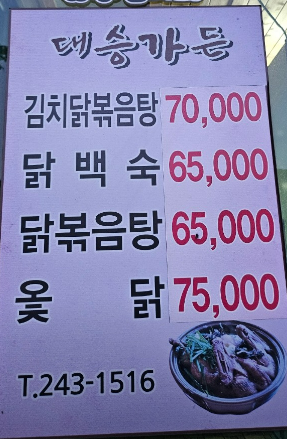 대승가든
김치닭볶음탕 70,000
닭백숙 65,000
닭볶음탕 65,000
옻닭 75,000
T.243-1516